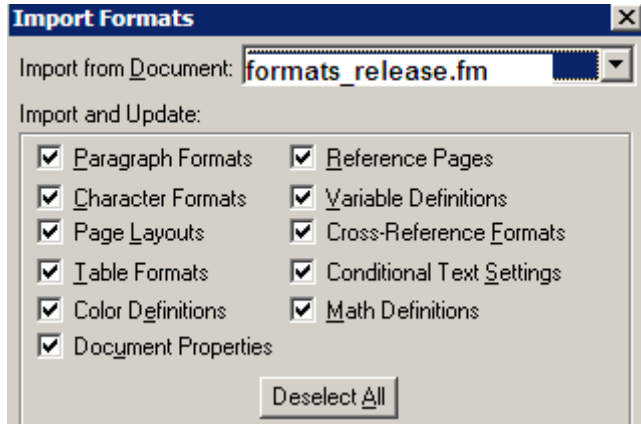 Import Formats
Import from Document: formats_release.fm
Import and Update:
Paragraph Formats Reference Pages
Character Formats Variable Definitions
Page Layouts Cross-Reference Formats
Table Formats Conditional Text Settings
Color Definitions Math Definitions
Document Properties
Deselect All